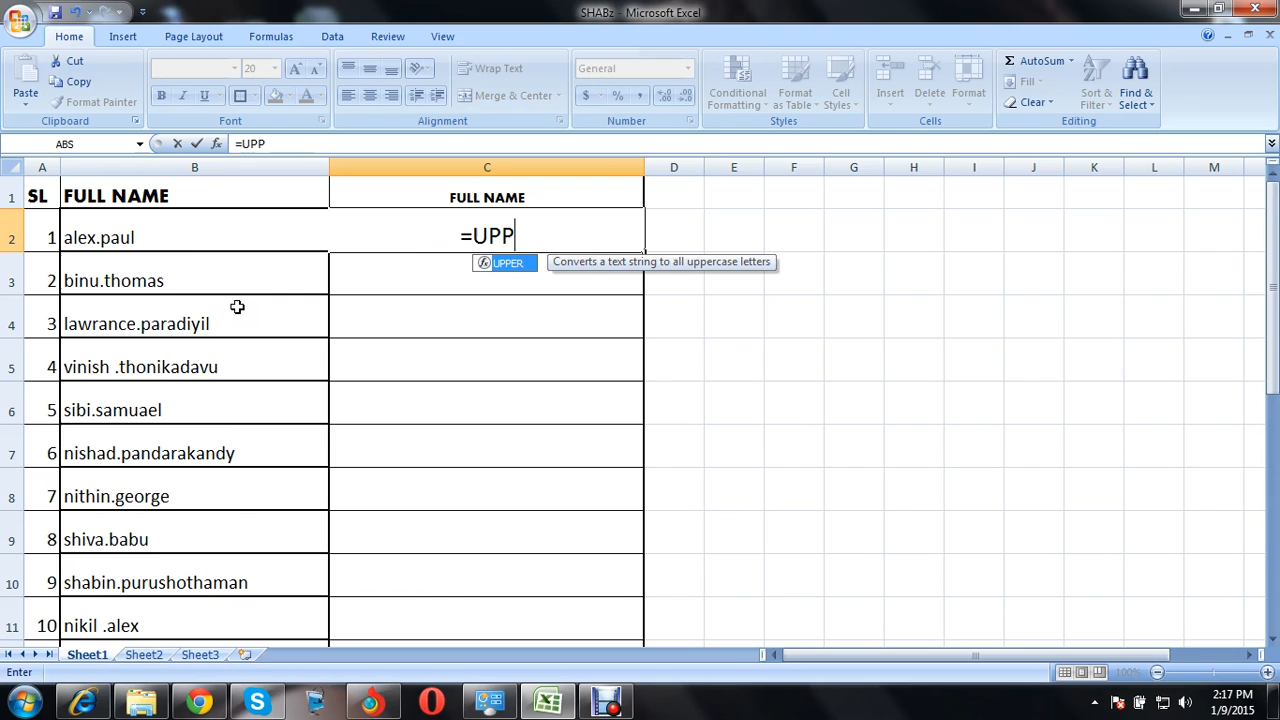 SHABz - Microsoft Excel
Home Insert Page Layout Formulas Data Review View
Paste
Cut
Copy
Format Painter
Clipboard
20 A A
B I U A
Font
Wrap Text
Merge & Center
Alignment
General
$ % ,
Number
Conditional Formatting
Format as Table
Cell Styles
Styles
Insert Delete Format
Cells
Σ AutoSum
Fill
Clear
Sort & Filter
Find & Select
Editing
ABS fx =UPP
A B C D E F G H I J K L M
1 SL FULL NAME FULL NAME
2 1 alex.paul =UPP
fx UPPER Converts a text string to all uppercase letters
3 2 binu.thomas
4 3 lawrance.paradiyil
5 4 vinish .thonikadavu
6 5 sibi.samuael
7 6 nishad.pandarakandy
8 7 nithin.george
9 8 shiva.babu
10 9 shabin.purushothaman
11 10 nikil .alex
Sheet1 Sheet2 Sheet3
Enter 100%
2:17 PM
1/9/2015